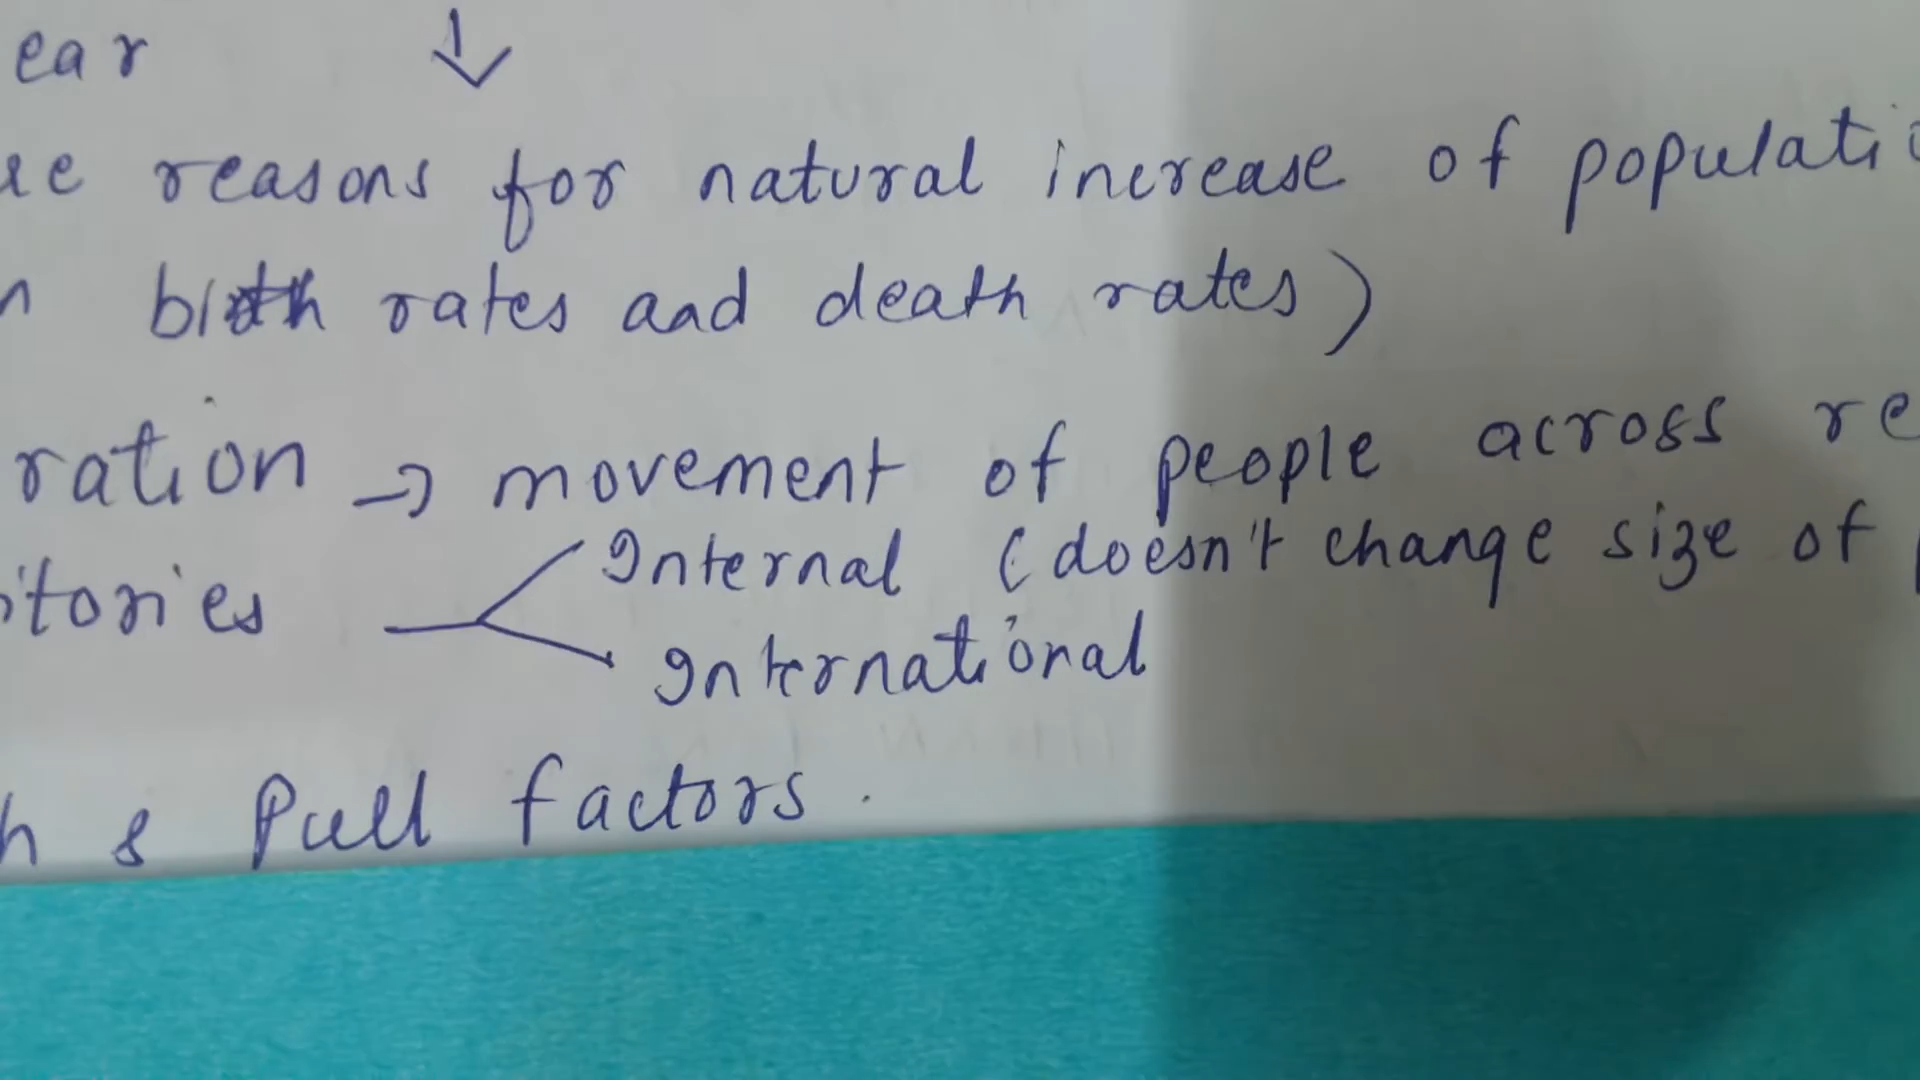 ear ↓
re reasons for natural increase of populatio
n birth rates and death rates)
ration → movement of people across re
itories — Internal (doesn't change size of
International
h & Pull factors.